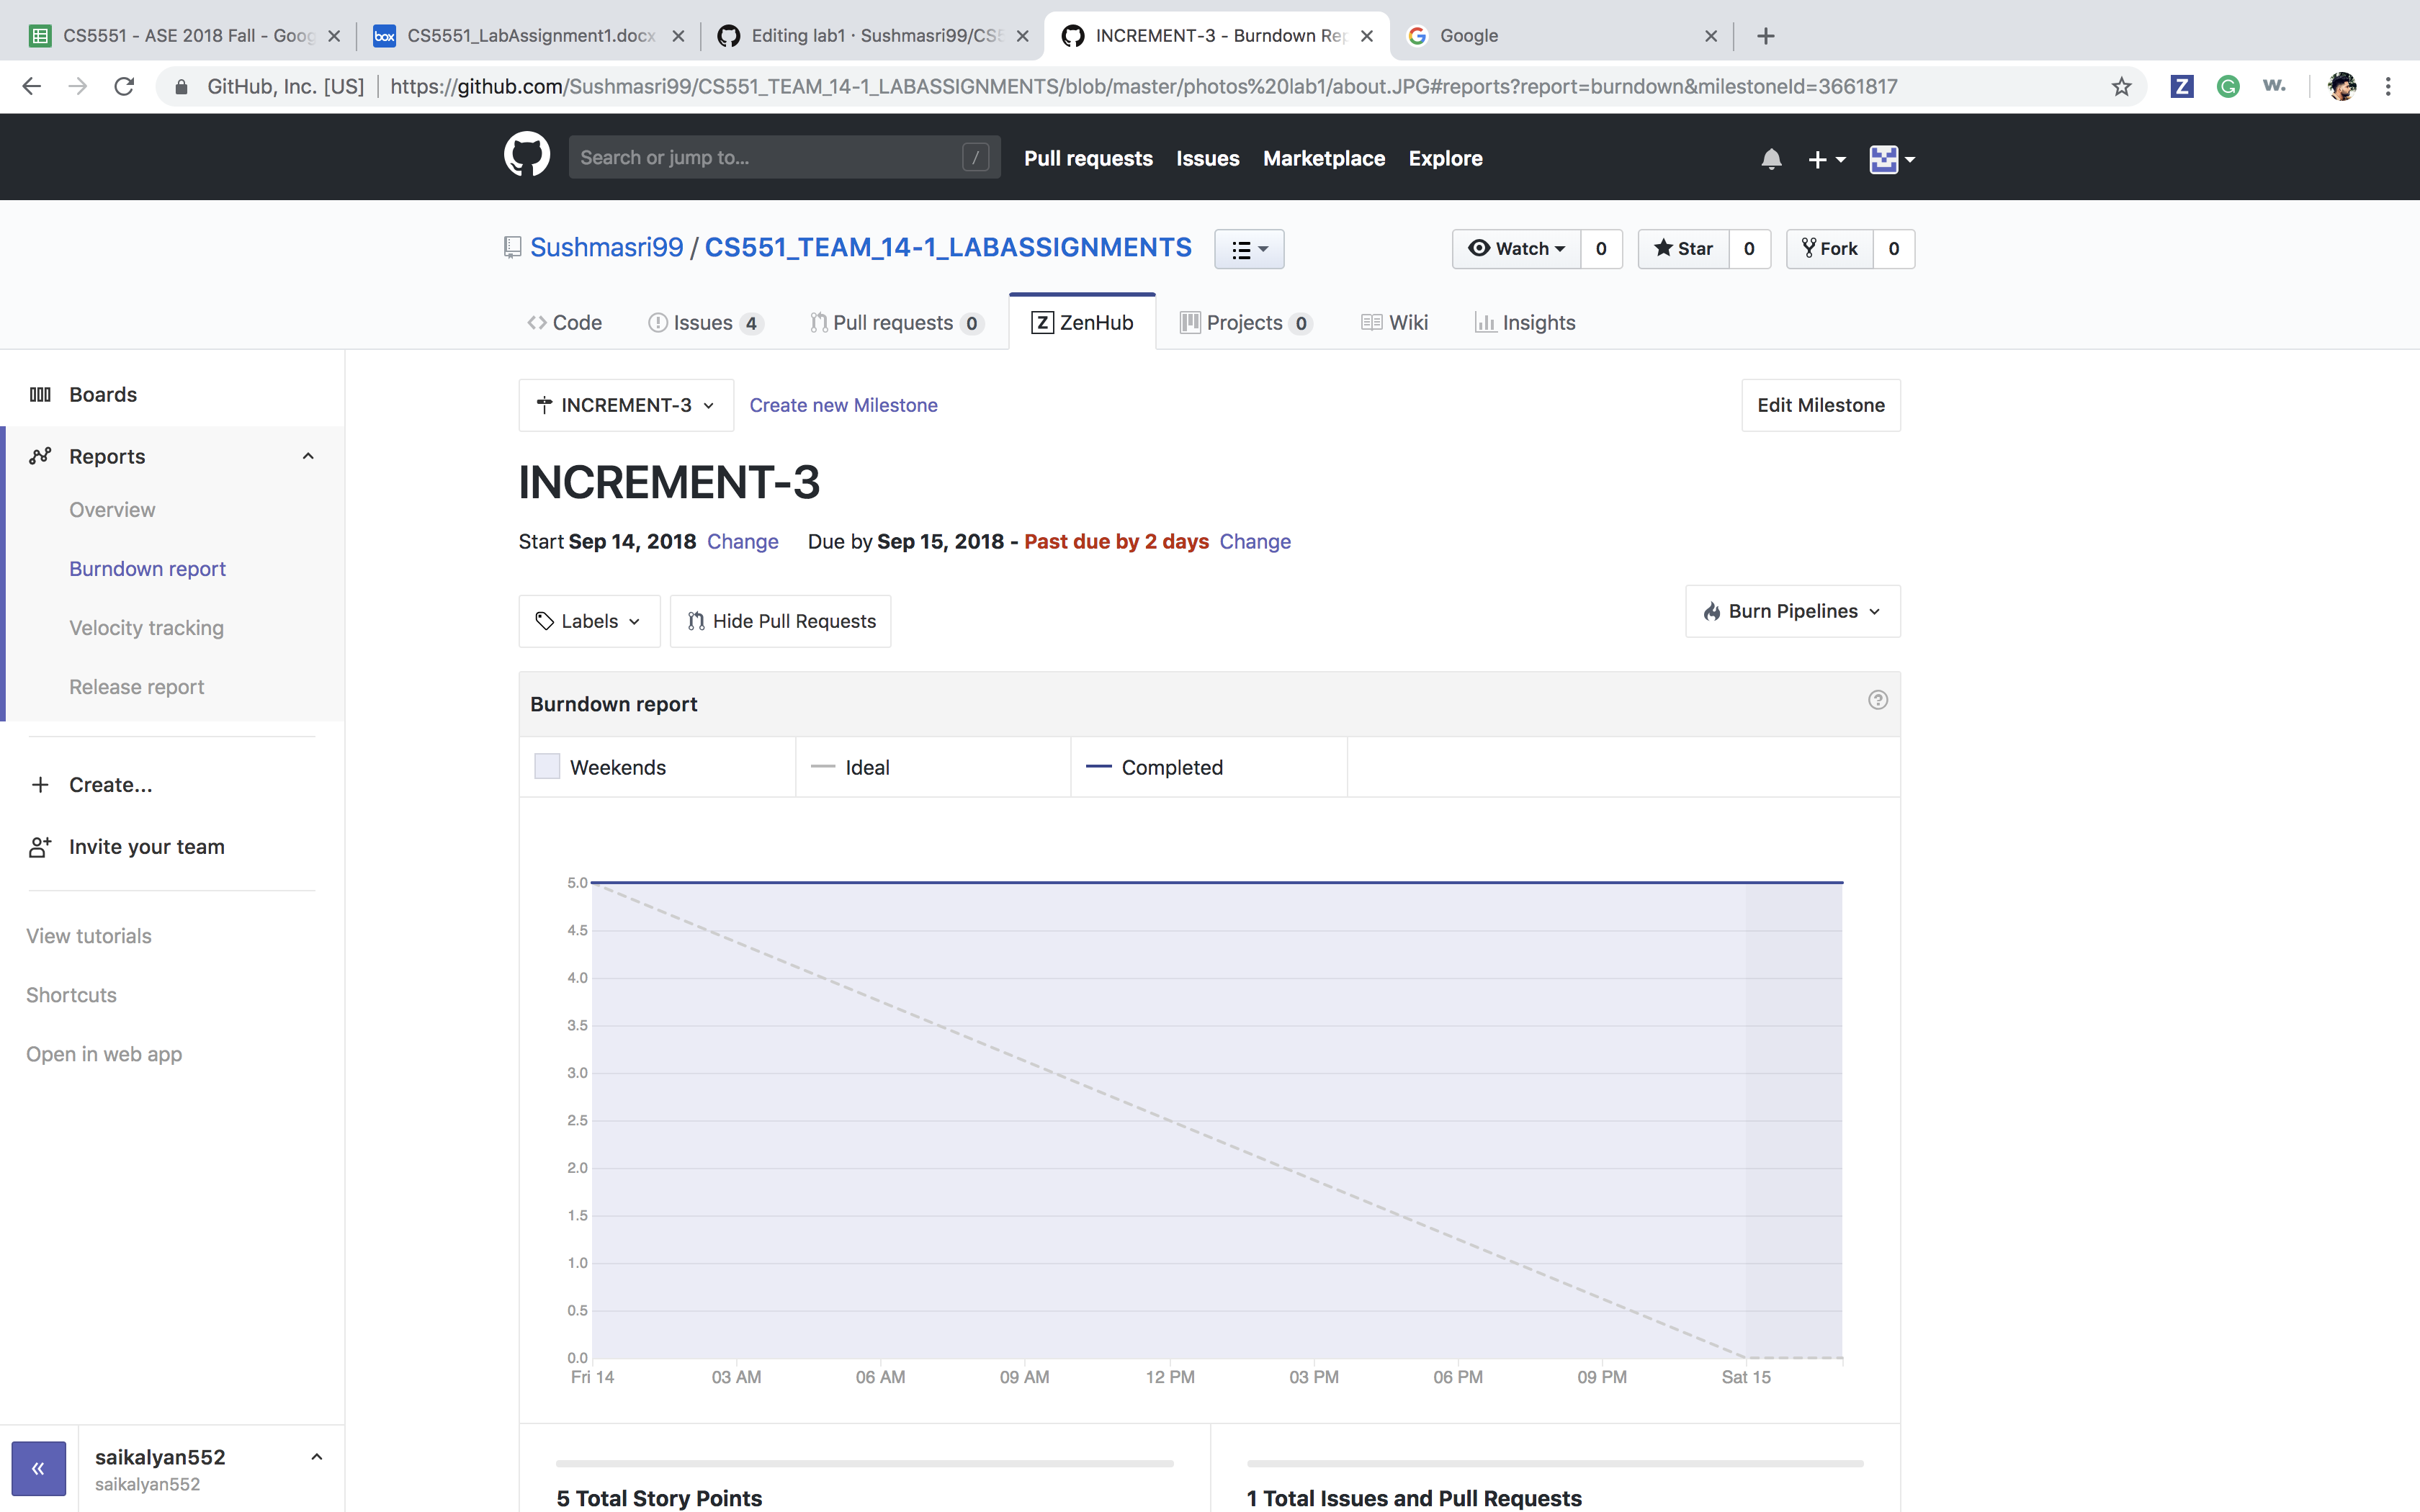 CS5551 - ASE 2018 Fall - Goog
box CS5551_LabAssignment1.docx
Editing lab1 · Sushmasri99/CS5
INCREMENT-3 - Burndown Rep
Google
GitHub, Inc. [US] https://github.com/Sushmasri99/CS551_TEAM_14-1_LABASSIGNMENTS/blob/master/photos%20lab1/about.JPG#reports?report=burndown&milestoneId=3661817
Z G w.
Search or jump to... / Pull requests Issues Marketplace Explore
Sushmasri99 / CS551_TEAM_14-1_LABASSIGNMENTS
Watch 0 Star 0 Fork 0
Code Issues 4 Pull requests 0 Z ZenHub Projects 0 Wiki Insights
Boards
Reports
Overview
Burndown report
Velocity tracking
Release report
Create...
Invite your team
View tutorials
Shortcuts
Open in web app
saikalyan552
saikalyan552
INCREMENT-3 Create new Milestone Edit Milestone
INCREMENT-3
Start Sep 14, 2018 Change Due by Sep 15, 2018 - Past due by 2 days Change
Labels Hide Pull Requests Burn Pipelines
Burndown report ?
Weekends Ideal Completed
5.0
4.5
4.0
3.5
3.0
2.5
2.0
1.5
1.0
0.5
0.0
Fri 14 03 AM 06 AM 09 AM 12 PM 03 PM 06 PM 09 PM Sat 15
5 Total Story Points 1 Total Issues and Pull Requests